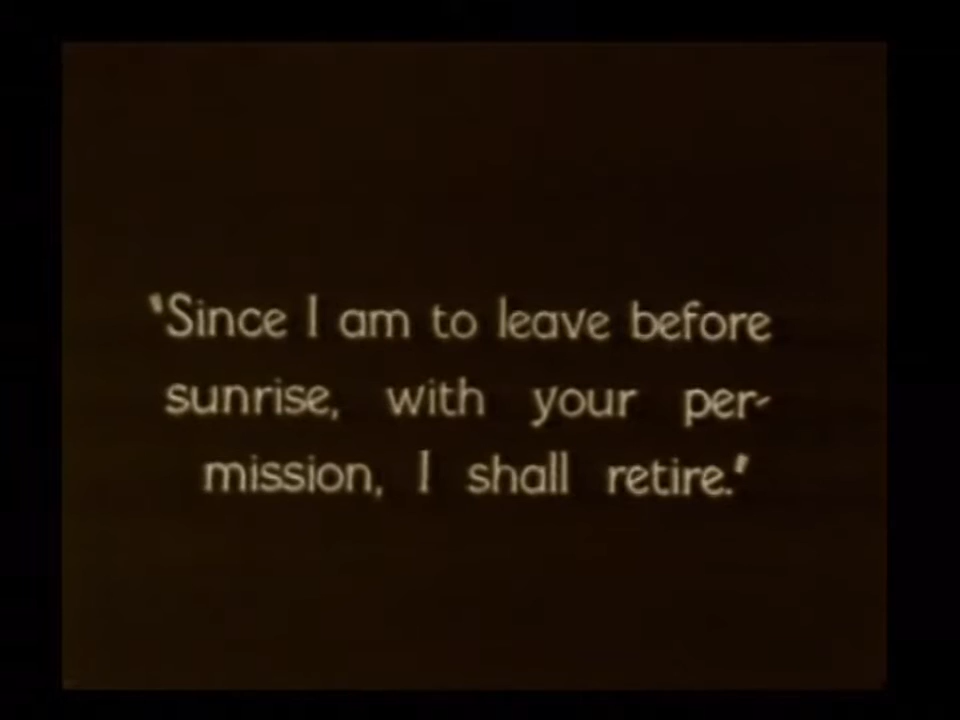 "Since I am to leave before
sunrise, with your per-
mission, I shall retire."